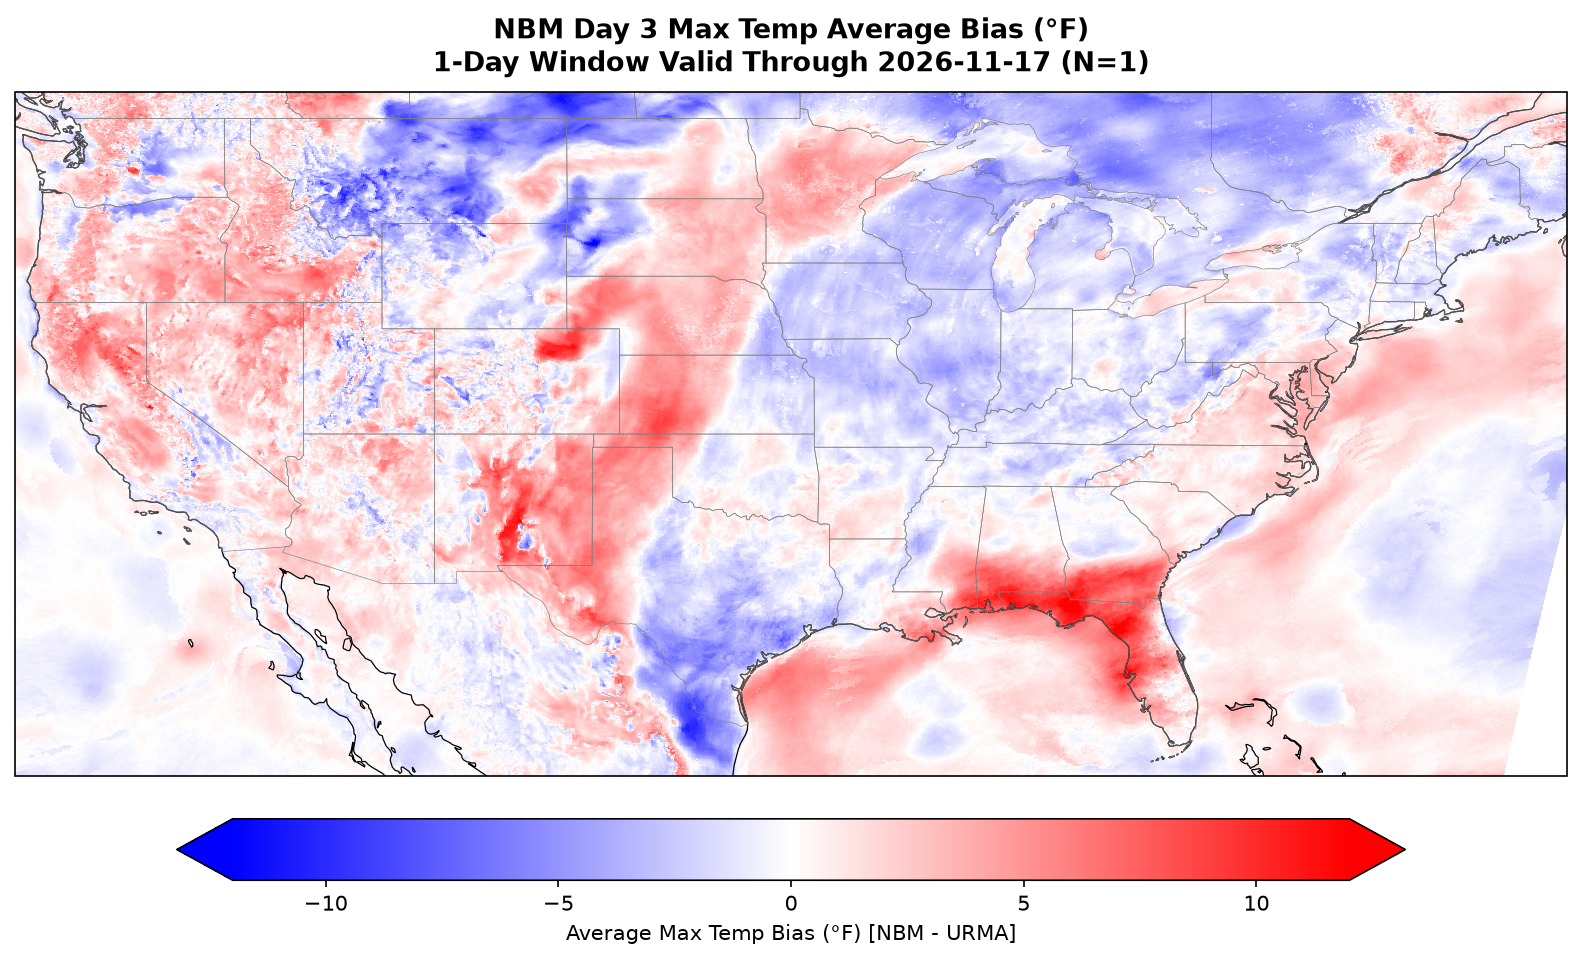 NBM Day 3 Max Temp Average Bias (°F)
1-Day Window Valid Through 2026-11-17 (N=1)
−10
−5
0
5
10
Average Max Temp Bias (°F) [NBM - URMA]